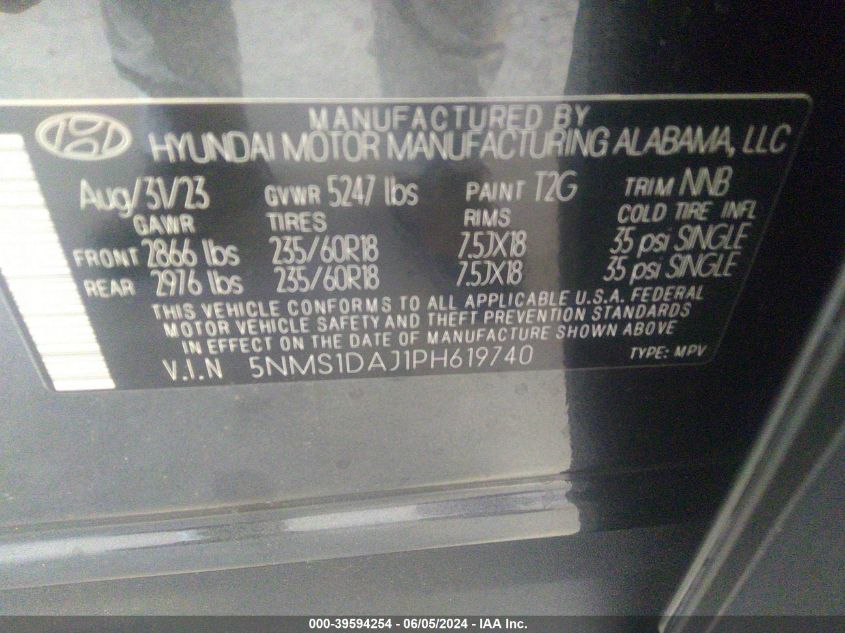 MANUFACTURED BY
HYUNDAI MOTOR MANUFACTURING ALABAMA, LLC
Aug/31/23 GVWR 5247 lbs PAINT T2G TRIM NNB
GAWR TIRES RIMS COLD TIRE INFL
FRONT 2866 lbs 235/60R18 7.5JX18 35 psi SINGLE
REAR 2976 lbs 235/60R18 7.5JX18 35 psi SINGLE
THIS VEHICLE CONFORMS TO ALL APPLICABLE U.S.A. FEDERAL
MOTOR VEHICLE SAFETY AND THEFT PREVENTION STANDARDS
IN EFFECT ON THE DATE OF MANUFACTURE SHOWN ABOVE
V.I.N 5NMS1DAJ1PH619740 TYPE: MPV
000-39594254 - 06/05/2024 - IAA Inc.